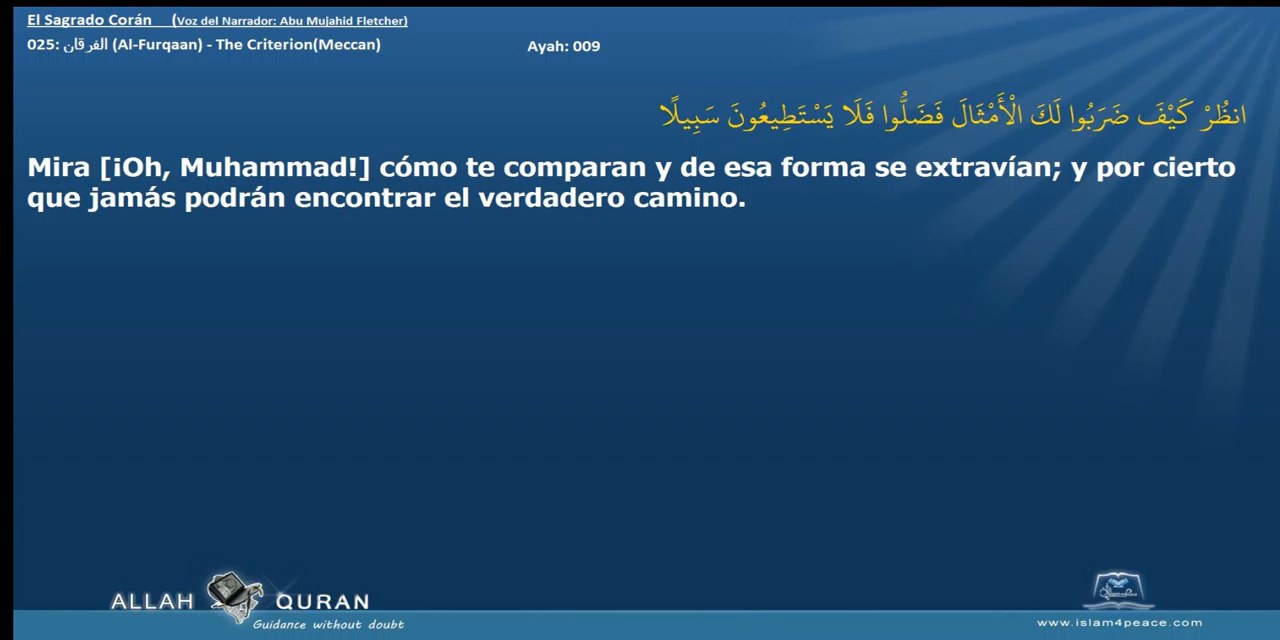 El Sagrado Corán (Voz del Narrador: Abu Mujahid Fletcher)
025: الفرقان (Al-Furqaan) - The Criterion(Meccan) Ayah: 009
انظُرْ كَيْفَ ضَرَبُوا لَكَ الْأَمْثَالَ فَضَلُّوا فَلَا يَسْتَطِيعُونَ سَبِيلًا
Mira [¡Oh, Muhammad!] cómo te comparan y de esa forma se extravían; y por cierto
que jamás podrán encontrar el verdadero camino.
ALLAH QURAN
Guidance without doubt
www.islam4peace.com